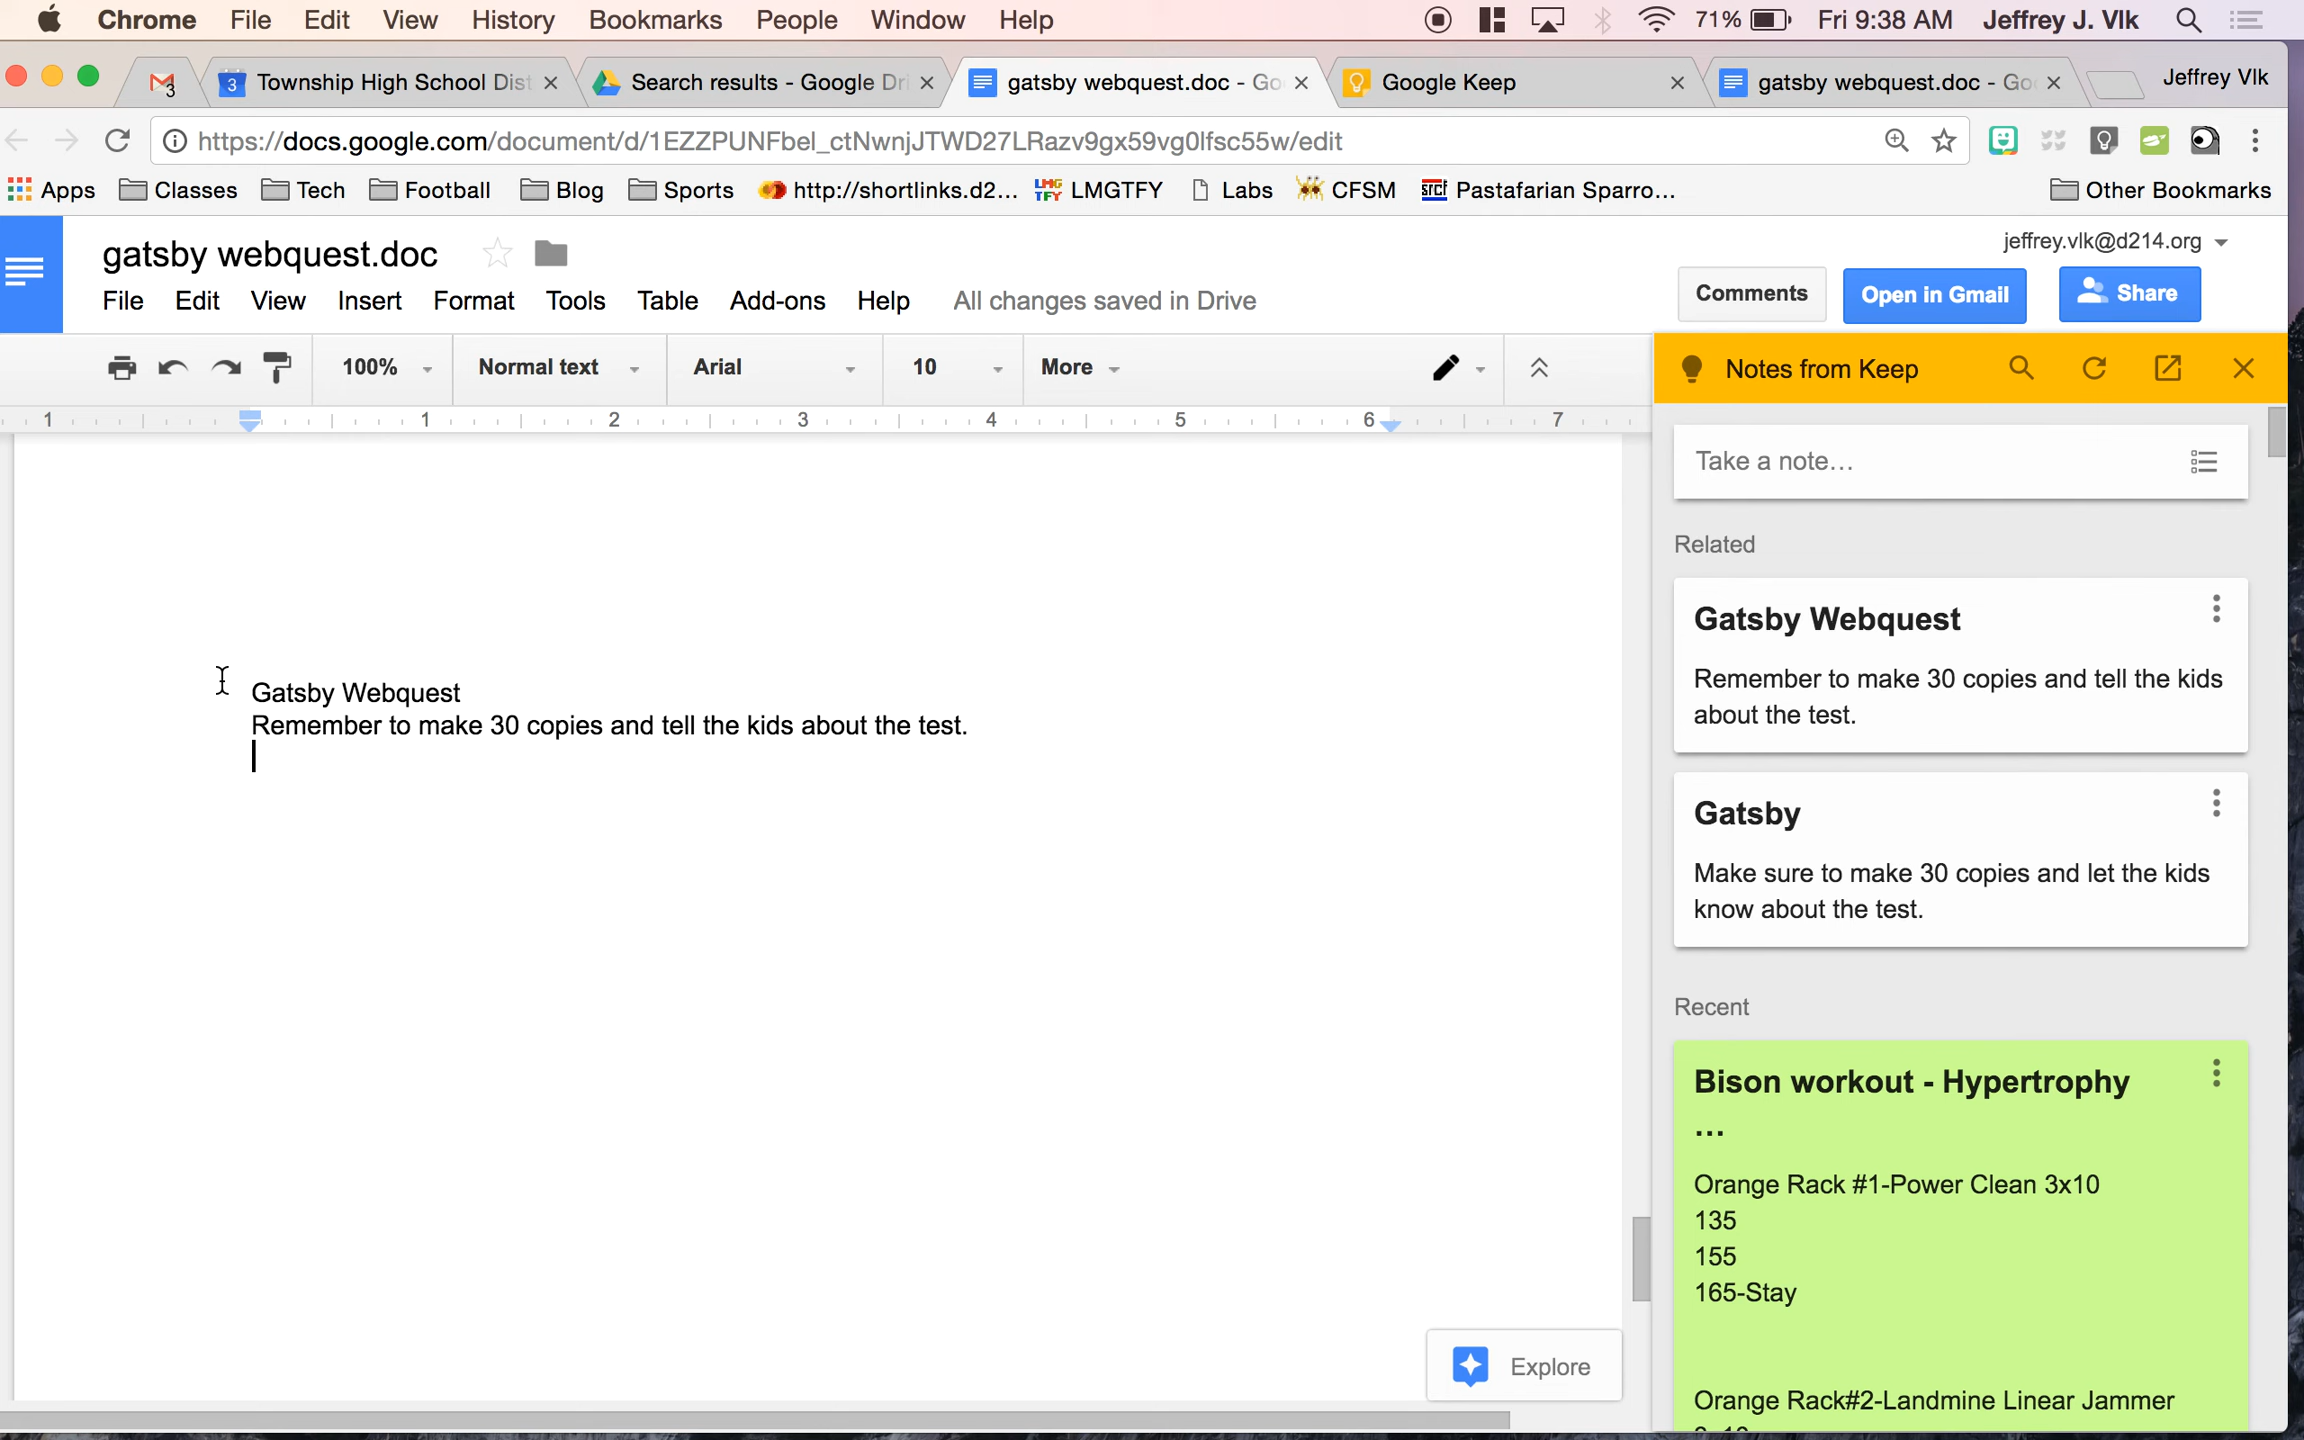 Chrome File Edit View History Bookmarks People Window Help 71% Fri 9:38 AM Jeffrey J. Vlk
3 3 Township High School Dist Search results - Google Dri gatsby webquest.doc - Go Google Keep gatsby webquest.doc - Go Jeffrey Vlk
https://docs.google.com/document/d/1EZZPUNFbel_ctNwnjJTWD27LRazv9gx59vg0lfsc55w/edit
Apps Classes Tech Football Blog Sports http://shortlinks.d2... LMG TFY LMGTFY Labs CFSM srcf Pastafarian Sparro... Other Bookmarks
gatsby webquest.doc
jeffrey.vlk@d214.org
File Edit View Insert Format Tools Table Add-ons Help All changes saved in Drive
Comments Open in Gmail Share
100% Normal text Arial 10 More
1 1 2 3 4 5 6 7
Gatsby Webquest
Remember to make 30 copies and tell the kids about the test.
Explore
Notes from Keep
Take a note...
Related
Gatsby Webquest
Remember to make 30 copies and tell the kids
about the test.
Gatsby
Make sure to make 30 copies and let the kids
know about the test.
Recent
Bison workout - Hypertrophy
...
Orange Rack #1-Power Clean 3x10
135
155
165-Stay
Orange Rack#2-Landmine Linear Jammer